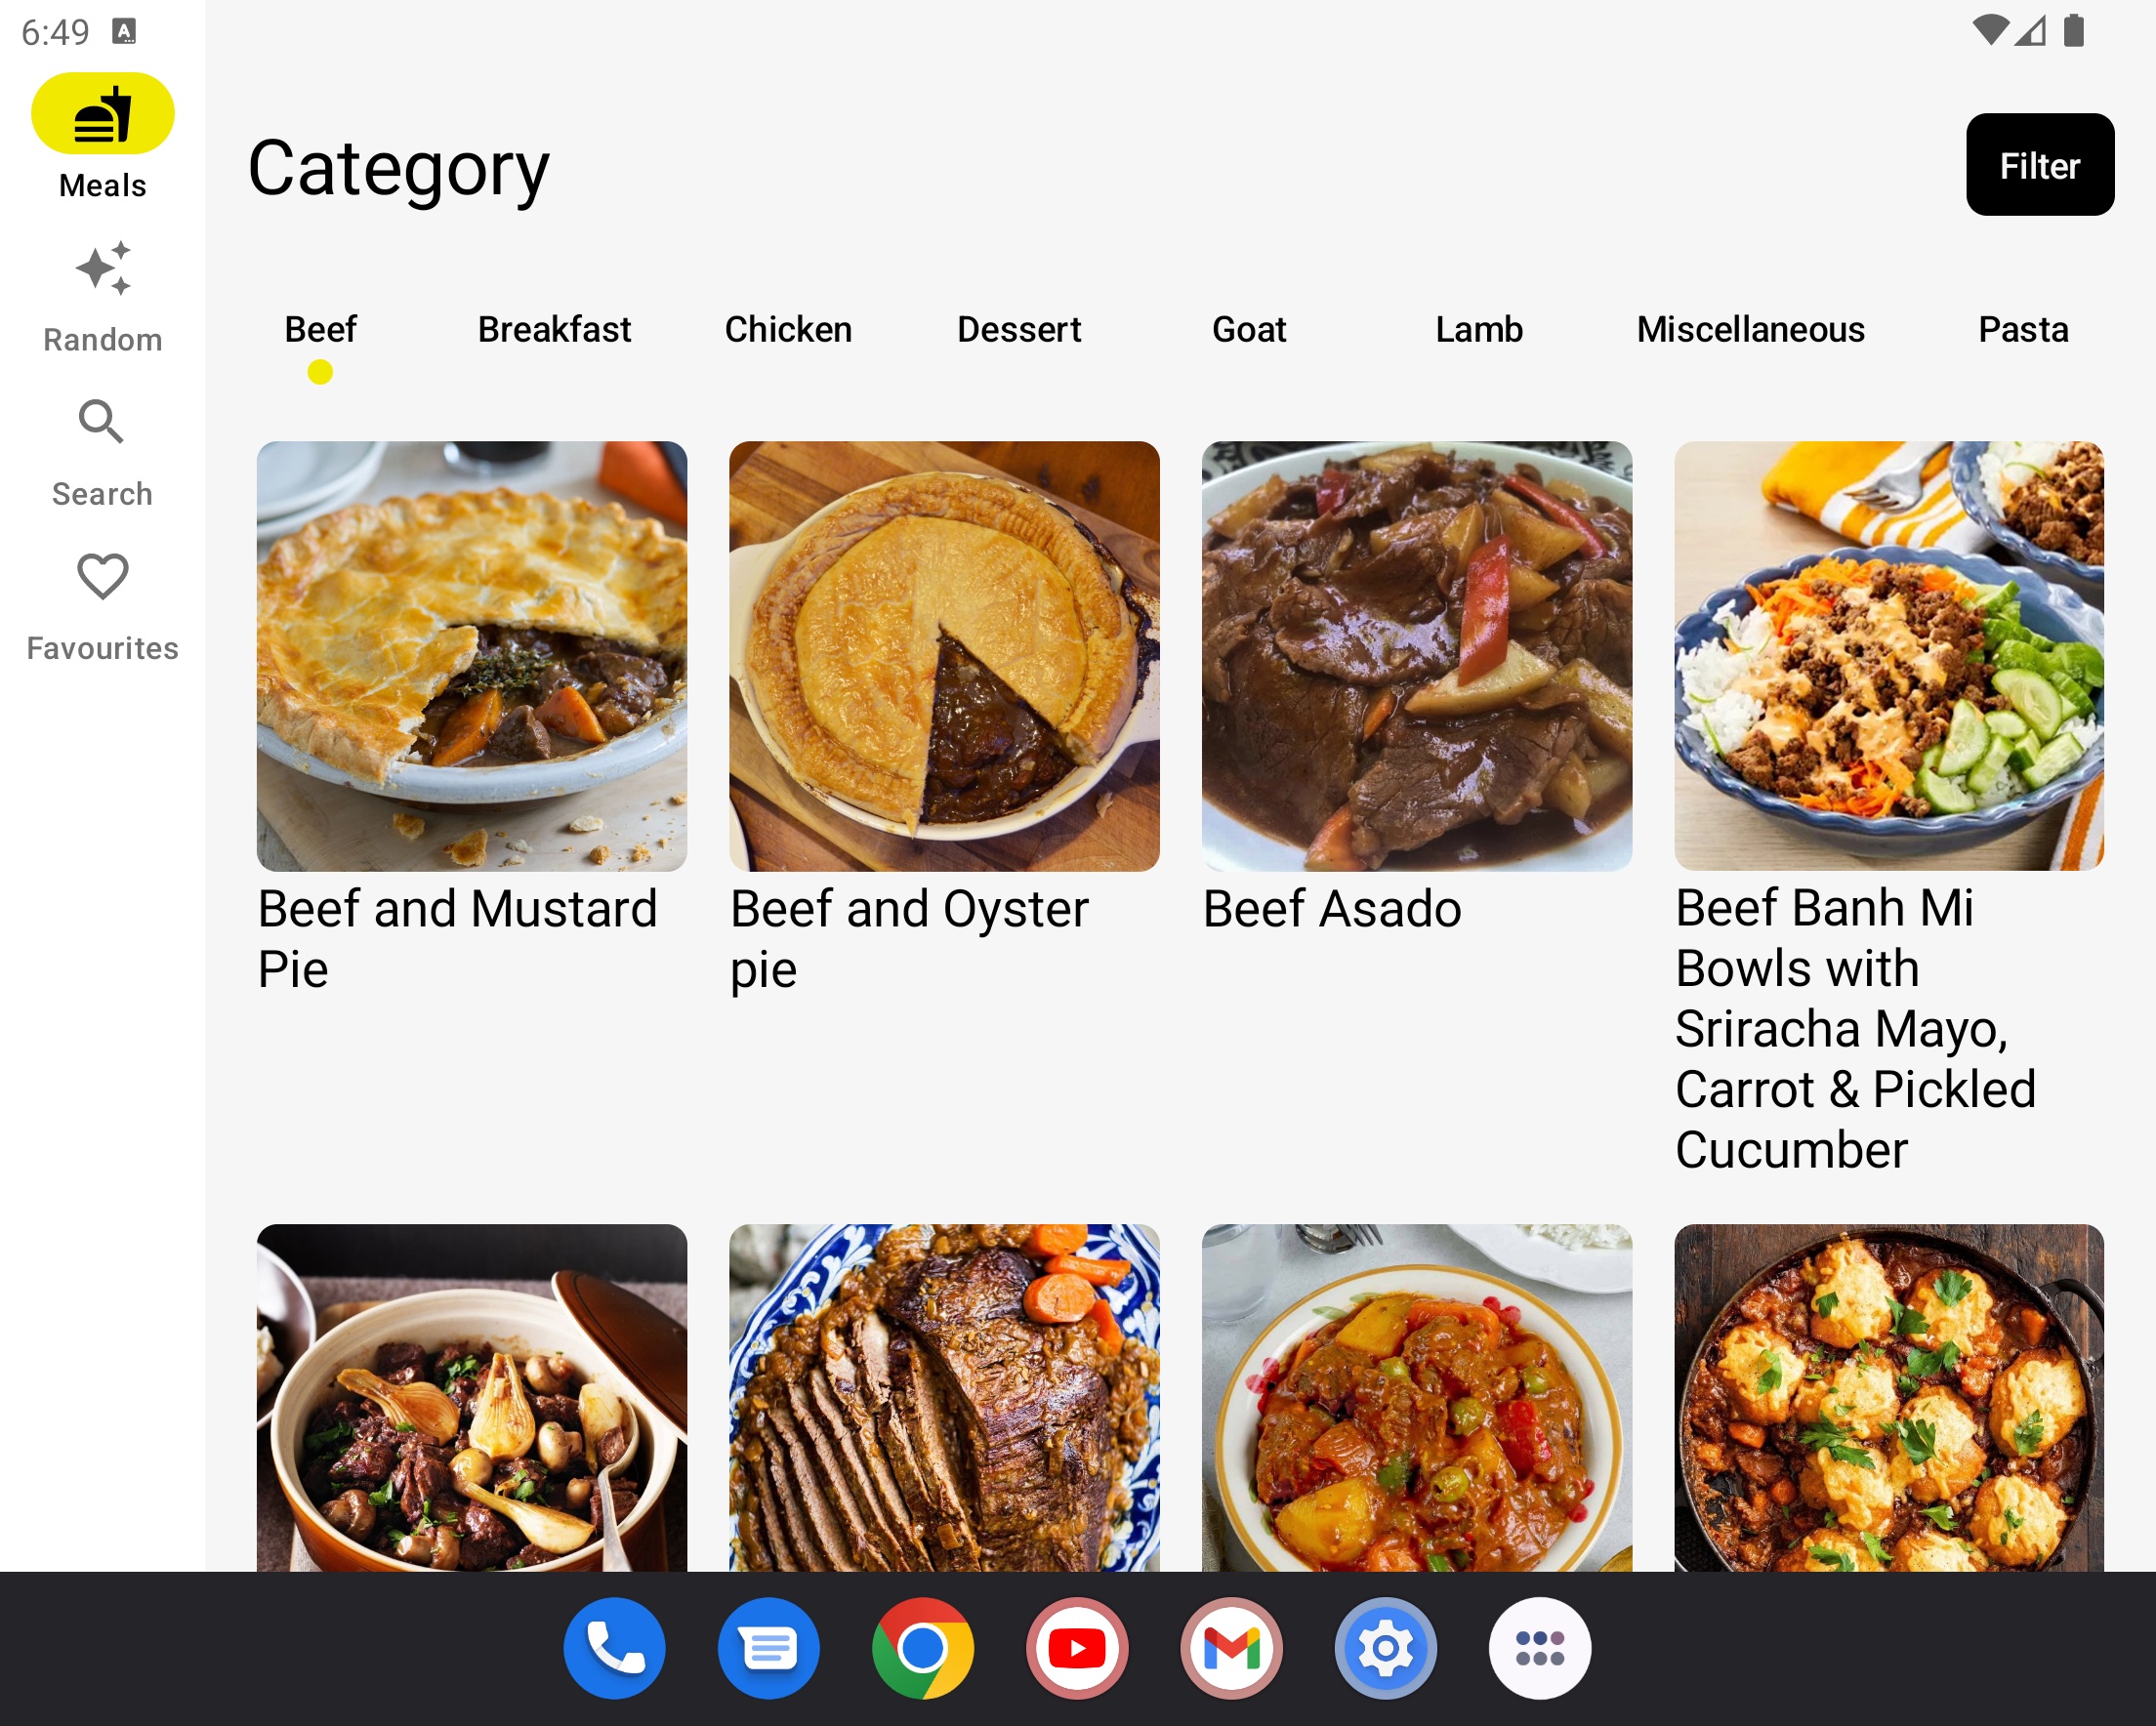 6:49
Meals
Random
Search
Favourites
Category
Filter
Beef
Breakfast
Chicken
Dessert
Goat
Lamb
Miscellaneous
Pasta
Beef and Mustard
Pie
Beef and Oyster
pie
Beef Asado
Beef Banh Mi
Bowls with
Sriracha Mayo,
Carrot & Pickled
Cucumber